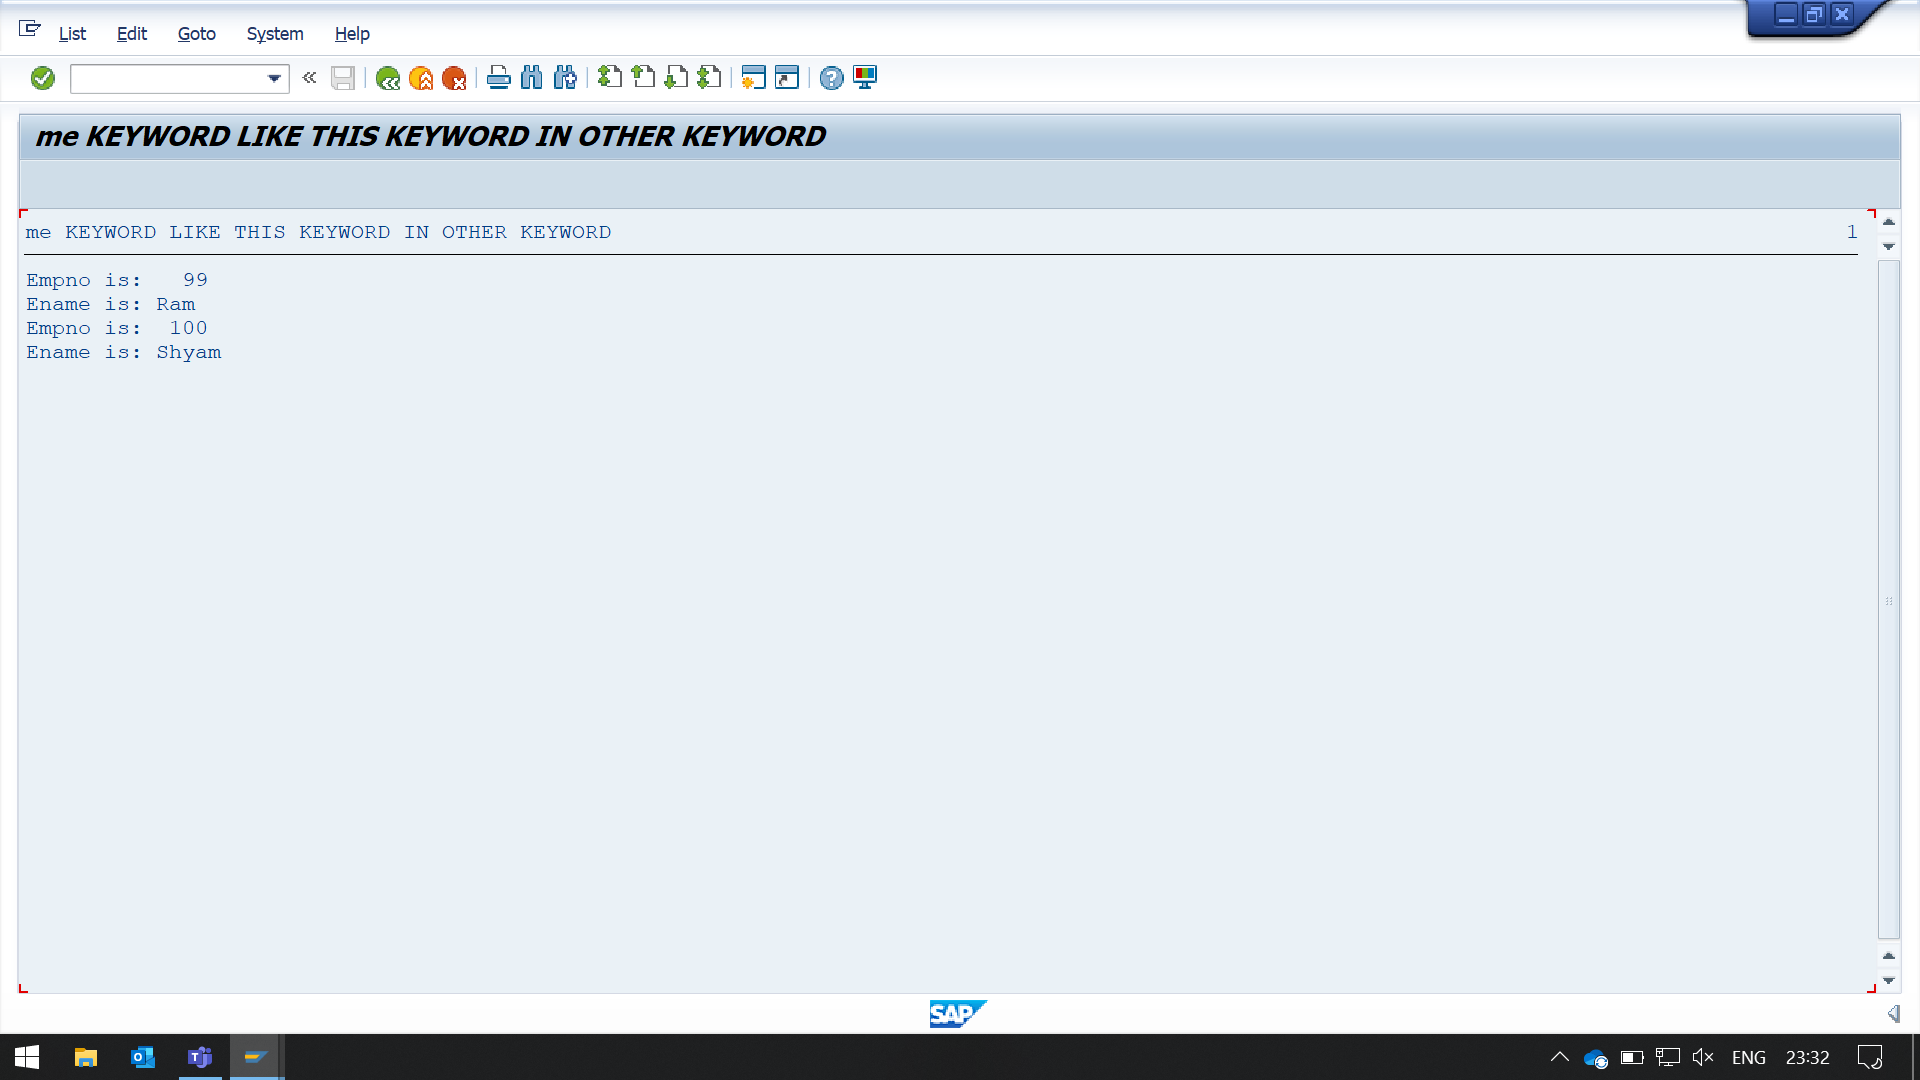 List Edit Goto System Help
me KEYWORD LIKE THIS KEYWORD IN OTHER KEYWORD
me KEYWORD LIKE THIS KEYWORD IN OTHER KEYWORD 1
Empno is: 99
Ename is: Ram
Empno is: 100
Ename is: Shyam
SAP
ENG 23:32